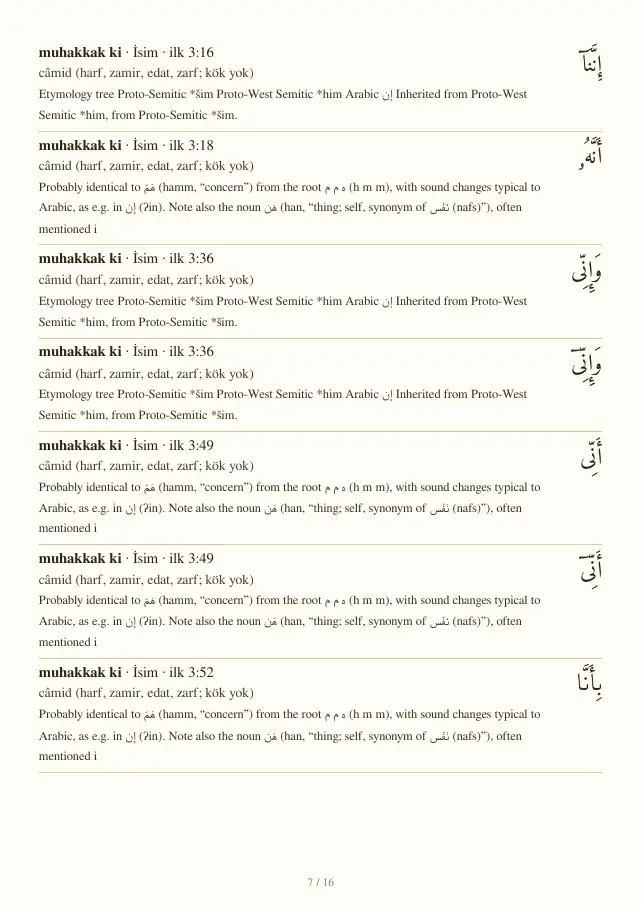 muhakkak ki · İsim · ilk 3:16
إِنَّنَآ
câmid (harf, zamir, edat, zarf; kök yok)
Etymology tree Proto-Semitic *šim Proto-West Semitic *him Arabic إن Inherited from Proto-West
Semitic *him, from Proto-Semitic *šim.
muhakkak ki · İsim · ilk 3:18
أَنَّهُۥ
câmid (harf, zamir, edat, zarf; kök yok)
Probably identical to هَمّ (hamm, “concern”) from the root ه م م (h m m), with sound changes typical to
Arabic, as e.g. in إن (ʔin). Note also the noun هَن (han, “thing; self, synonym of نَفْس (nafs)”), often
mentioned i
muhakkak ki · İsim · ilk 3:36
وَإِنِّى
câmid (harf, zamir, edat, zarf; kök yok)
Etymology tree Proto-Semitic *šim Proto-West Semitic *him Arabic إن Inherited from Proto-West
Semitic *him, from Proto-Semitic *šim.
muhakkak ki · İsim · ilk 3:36
وَإِنِّىٓ
câmid (harf, zamir, edat, zarf; kök yok)
Etymology tree Proto-Semitic *šim Proto-West Semitic *him Arabic إن Inherited from Proto-West
Semitic *him, from Proto-Semitic *šim.
muhakkak ki · İsim · ilk 3:49
أَنِّى
câmid (harf, zamir, edat, zarf; kök yok)
Probably identical to هَمّ (hamm, “concern”) from the root ه م م (h m m), with sound changes typical to
Arabic, as e.g. in إن (ʔin). Note also the noun هَن (han, “thing; self, synonym of نَفْس (nafs)”), often
mentioned i
muhakkak ki · İsim · ilk 3:49
أَنِّىٓ
câmid (harf, zamir, edat, zarf; kök yok)
Probably identical to هَمّ (hamm, “concern”) from the root ه م م (h m m), with sound changes typical to
Arabic, as e.g. in إن (ʔin). Note also the noun هَن (han, “thing; self, synonym of نَفْس (nafs)”), often
mentioned i
muhakkak ki · İsim · ilk 3:52
بِأَنَّا
câmid (harf, zamir, edat, zarf; kök yok)
Probably identical to هَمّ (hamm, “concern”) from the root ه م م (h m m), with sound changes typical to
Arabic, as e.g. in إن (ʔin). Note also the noun هَن (han, “thing; self, synonym of نَفْس (nafs)”), often
mentioned i
7 / 16